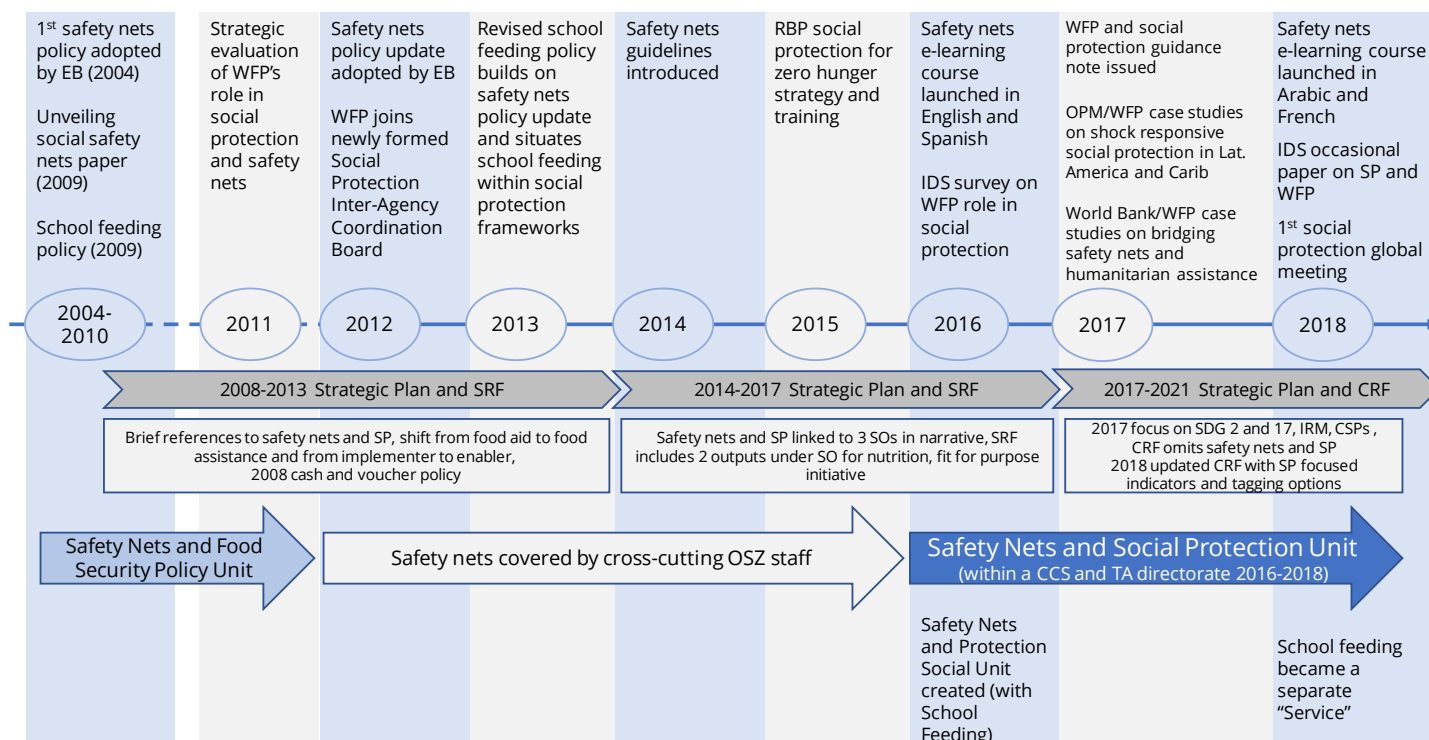 1st safety nets
policy adopted
by EB (2004)
Unveiling
social safety
nets paper
(2009)
School feeding
policy (2009)
Strategic
evaluation
of WFP's
role in
social
protection
and safety
nets
Safety nets
policy update
adopted by EB
WFP joins
newly formed
Social
Protection
Inter-Agency
Coordination
Board
Revised school
feeding policy
builds on
safety nets
policy update
and situates
school feeding
within social
protection
frameworks
Safety nets
guidelines
introduced
RBP social
protection for
zero hunger
strategy and
training
Safety nets
e-learning
course
launched in
English and
Spanish
IDS survey on
WFP role in
social
protection
WFP and social
protection guidance
note issued
OPM/WFP case studies
on shock responsive
social protection in Lat.
America and Carib
World Bank/WFP case
studies on bridging
safety nets and
humanitarian assistance
Safety nets
e-learning course
launched in
Arabic and
French
IDS occasional
paper on SP and
WFP
1st social
protection global
meeting
2004-
2010
2011
2012
2013
2014
2015
2016
2017
2018
2008-2013 Strategic Plan and SRF
2014-2017 Strategic Plan and SRF
2017-2021 Strategic Plan and CRF
Brief references to safety nets and SP, shift from food aid to food
assistance and from implementer to enabler,
2008 cash and voucher policy
Safety nets and SP linked to 3 SOs in narrative, SRF
includes 2 outputs under SO for nutrition, fit for purpose
initiative
2017 focus on SDG 2 and 17, IRM, CSPs ,
CRF omits safety nets and SP
2018 updated CRF with SP focused
indicators and tagging options
Safety Nets and Food
Security Policy Unit
Safety nets covered by cross-cutting OSZ staff
Safety Nets and Social Protection Unit
(within a CCS and TA directorate 2016-2018)
Safety Nets
and Protection
Social Unit
created (with
School
Feeding)
School feeding
became a
separate
“Service”